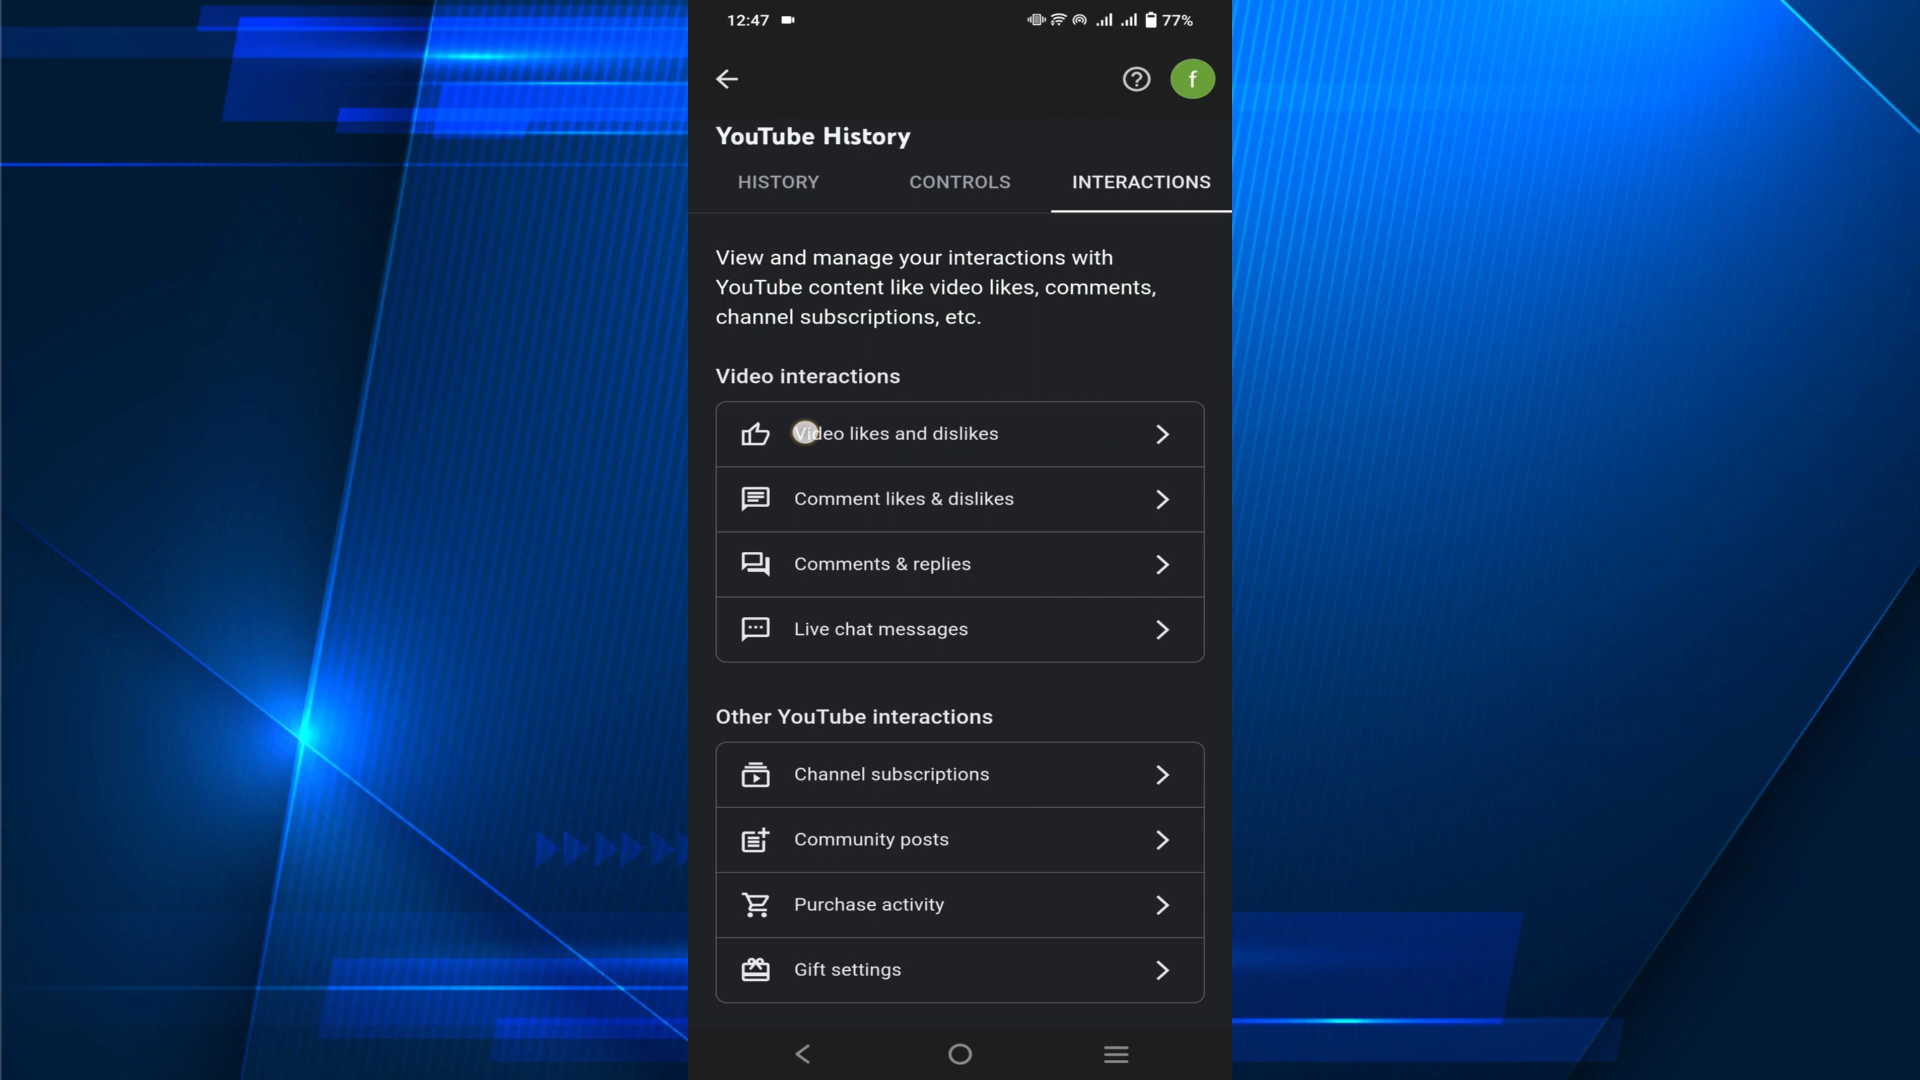 12:47
77%
f
YouTube History
HISTORY
CONTROLS
INTERACTIONS
View and manage your interactions with
YouTube content like video likes, comments,
channel subscriptions, etc.
Video interactions
Video likes and dislikes
Comment likes & dislikes
Comments & replies
Live chat messages
Other YouTube interactions
Channel subscriptions
Community posts
Purchase activity
Gift settings